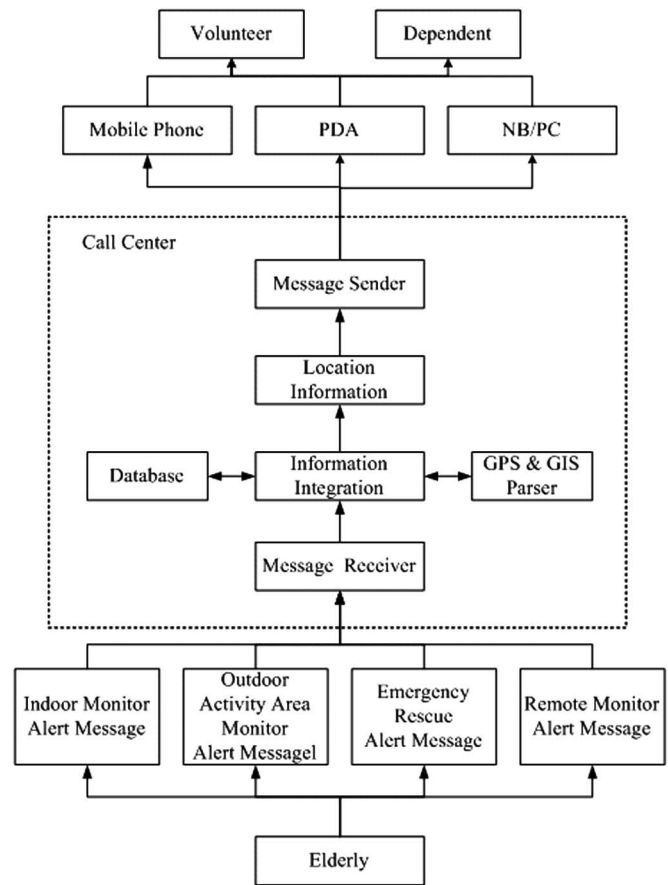 Volunteer
Dependent
Mobile Phone
PDA
NB/PC
Call Center
Message Sender
Location
Information
Database
Information
Integration
GPS & GIS
Parser
Message Receiver
Indoor Monitor
Alert Message
Outdoor
Activity Area
Monitor
Alert Messagel
Emergency
Rescue
Alert Message
Remote Monitor
Alert Message
Elderly